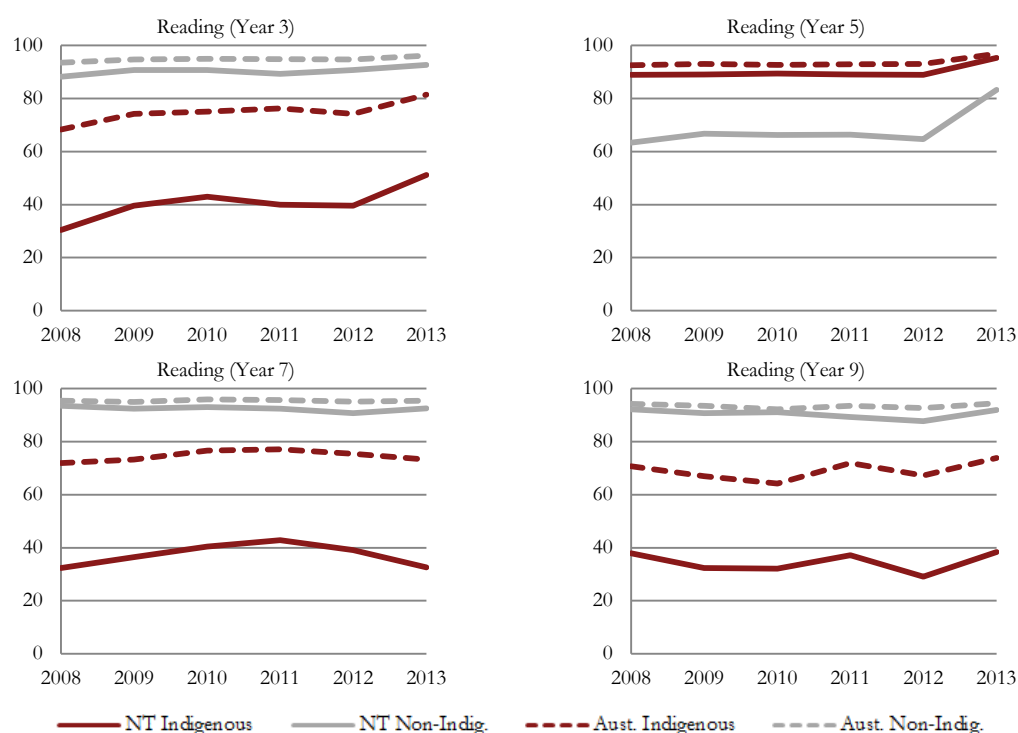 Reading (Year 3)
100
80
60
40
20
0
2008 2009 2010 2011 2012 2013
Reading (Year 5)
100
80
60
40
20
0
2008 2009 2010 2011 2012 2013
Reading (Year 7)
100
80
60
40
20
0
2008 2009 2010 2011 2012 2013
Reading (Year 9)
100
80
60
40
20
0
2008 2009 2010 2011 2012 2013
NT Indigenous NT Non-Indig. Aust. Indigenous Aust. Non-Indig.